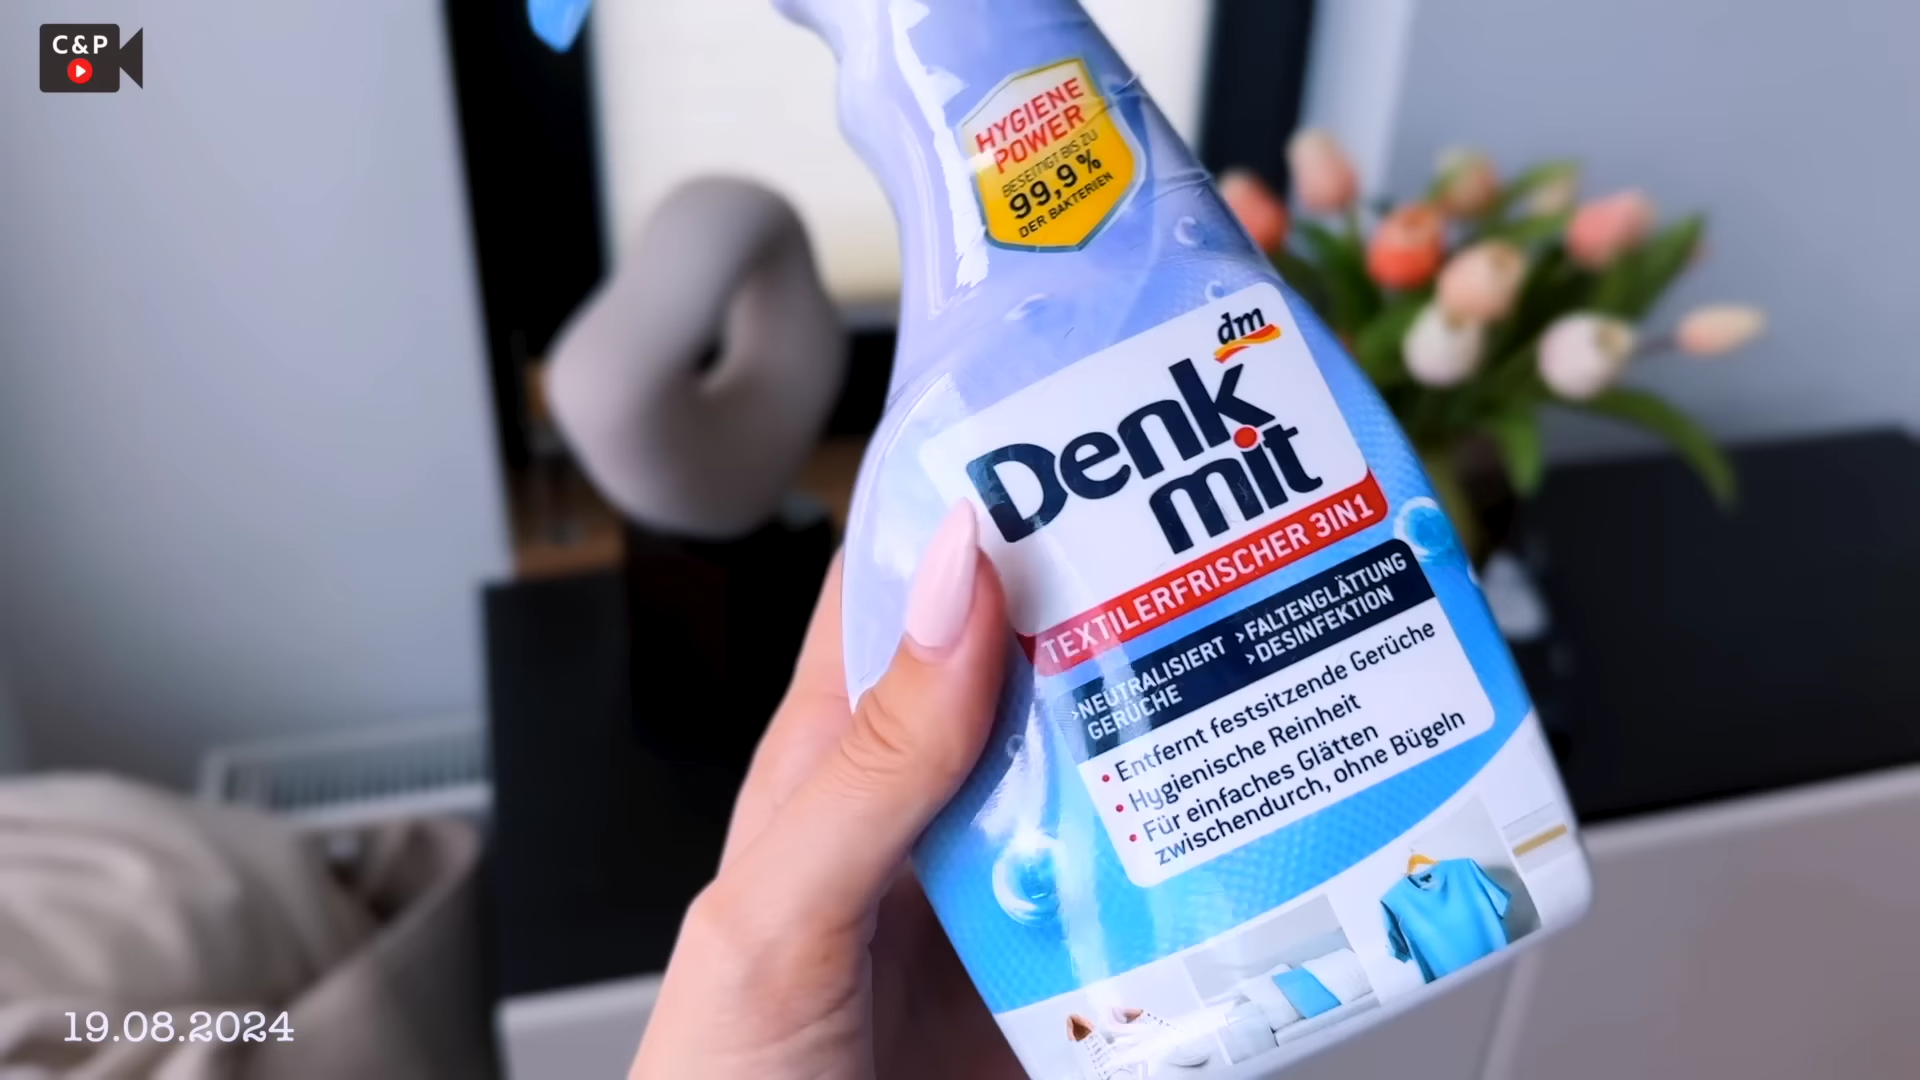 C&P
HYGIENE
POWER
BESEITIGT BIS ZU
99,9 %
DER BAKTERIEN
dm
Denk
mit
TEXTILERFRISCHER 3IN1
>NEUTRALISIERT
GERÜCHE
>FALTENGLÄTTUNG
>DESINFEKTION
• Entfernt festsitzende Gerüche
• Hygienische Reinheit
• Für einfaches Glätten
zwischendurch, ohne Bügeln
19.08.2024